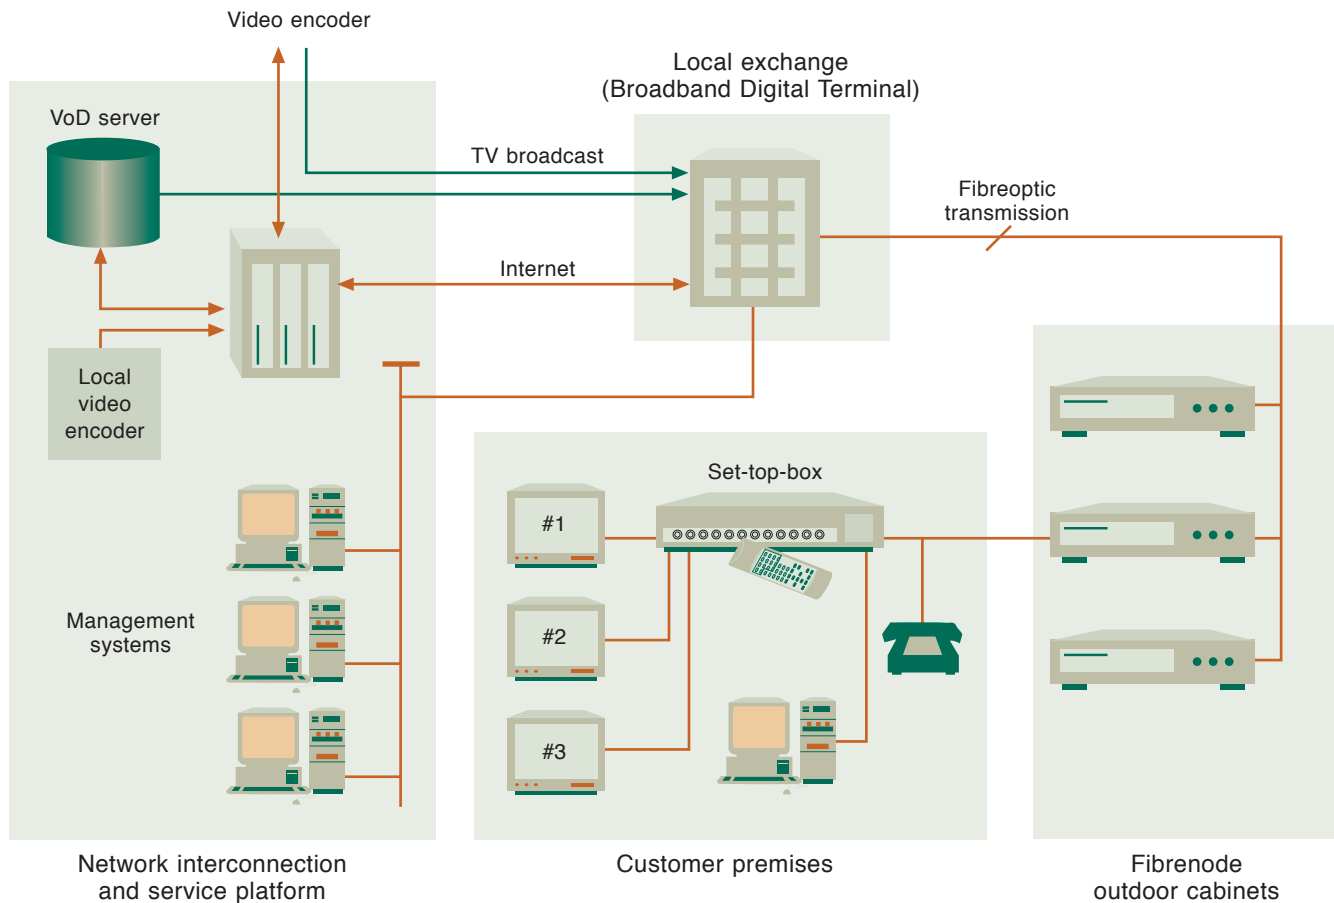 Video encoder
Local exchange
(Broadband Digital Terminal)
VoD server
TV broadcast
Fibreoptic
transmission
Internet
Local
video
encoder
Set-top-box
#1
#2
#3
Management
systems
Network interconnection
and service platform
Customer premises
Fibrenode
outdoor cabinets